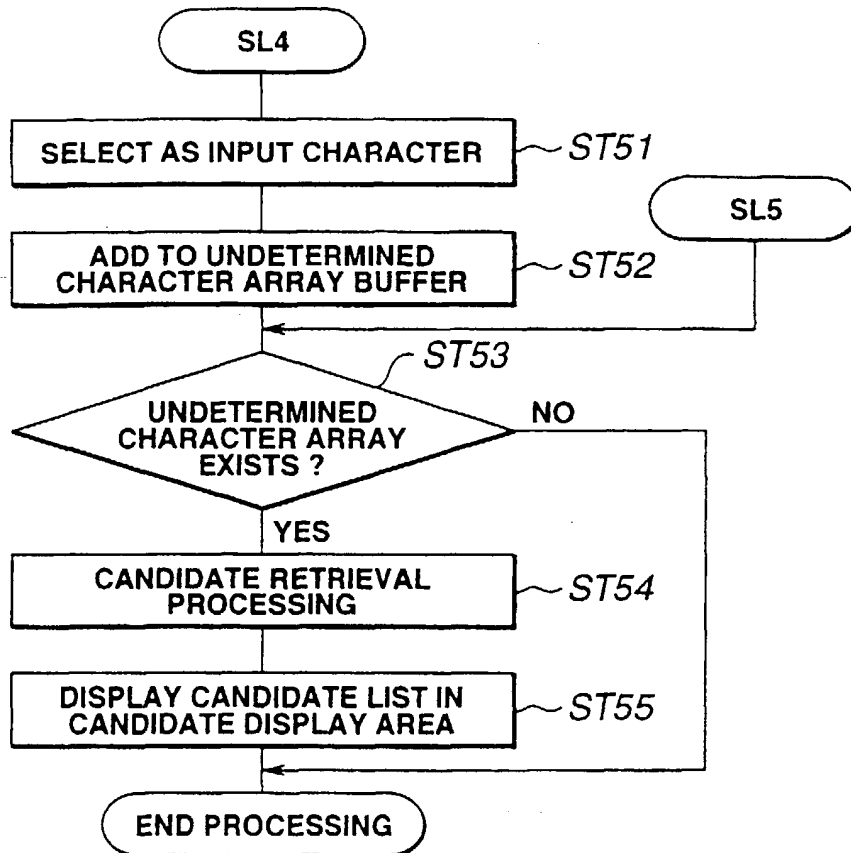 SL4
SELECT AS INPUT CHARACTER
ST51
SL5
ADD TO UNDETERMINED
CHARACTER ARRAY BUFFER
ST52
ST53
UNDETERMINED
CHARACTER ARRAY
EXISTS ?
NO
YES
CANDIDATE RETRIEVAL
PROCESSING
ST54
DISPLAY CANDIDATE LIST IN
CANDIDATE DISPLAY AREA
ST55
END PROCESSING